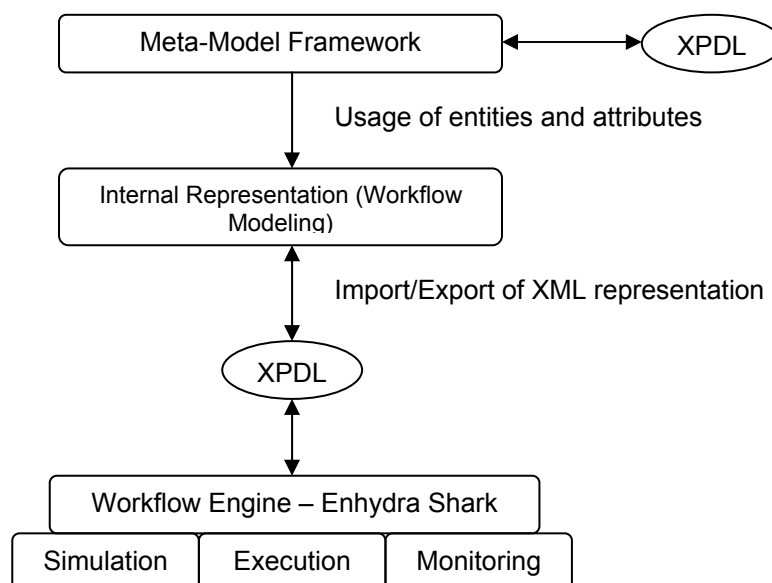 Meta-Model Framework
XPDL
Usage of entities and attributes
Internal Representation (Workflow
Modeling)
Import/Export of XML representation
XPDL
Workflow Engine – Enhydra Shark
Simulation
Execution
Monitoring